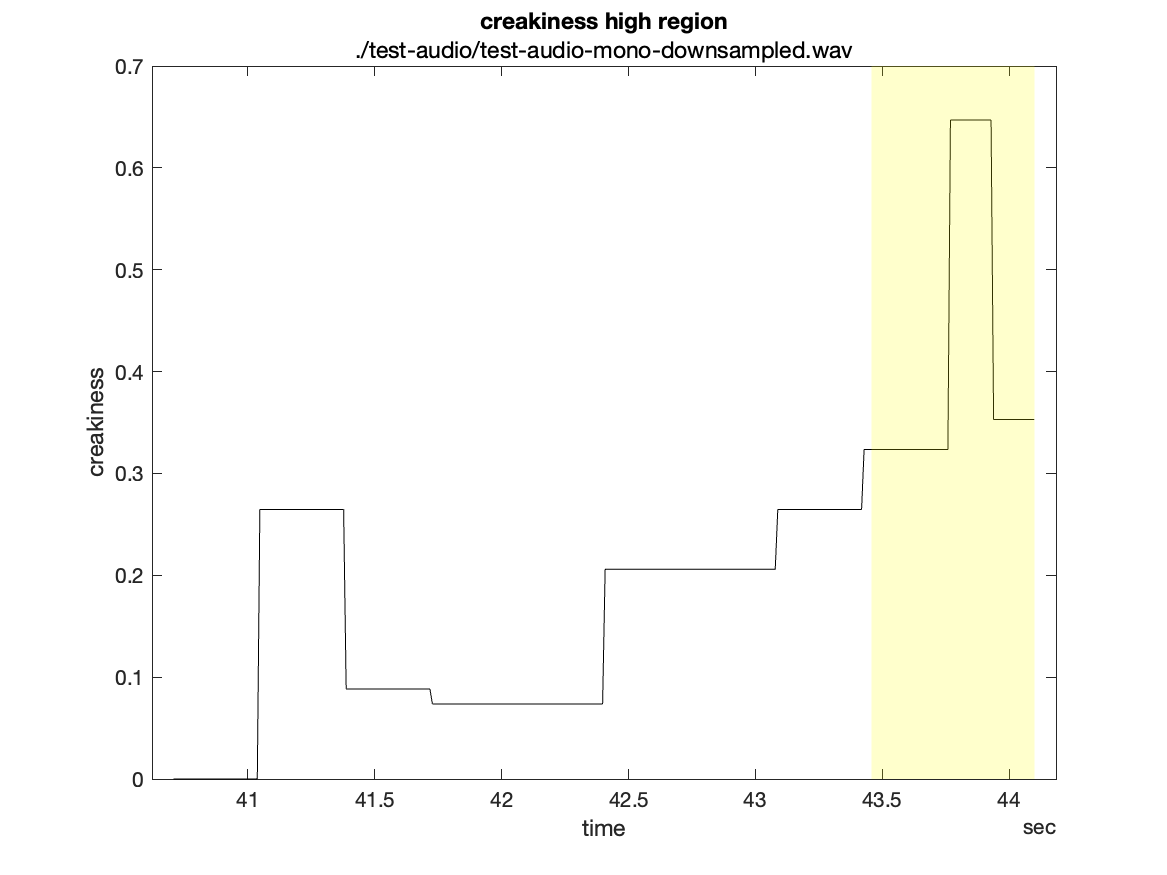 creakiness high region
./test-audio/test-audio-mono-downsampled.wav
0.7
0.6
0.5
0.4
0.3
0.2
0.1
0
creakiness
41 41.5 42 42.5 43 43.5 44
time
sec